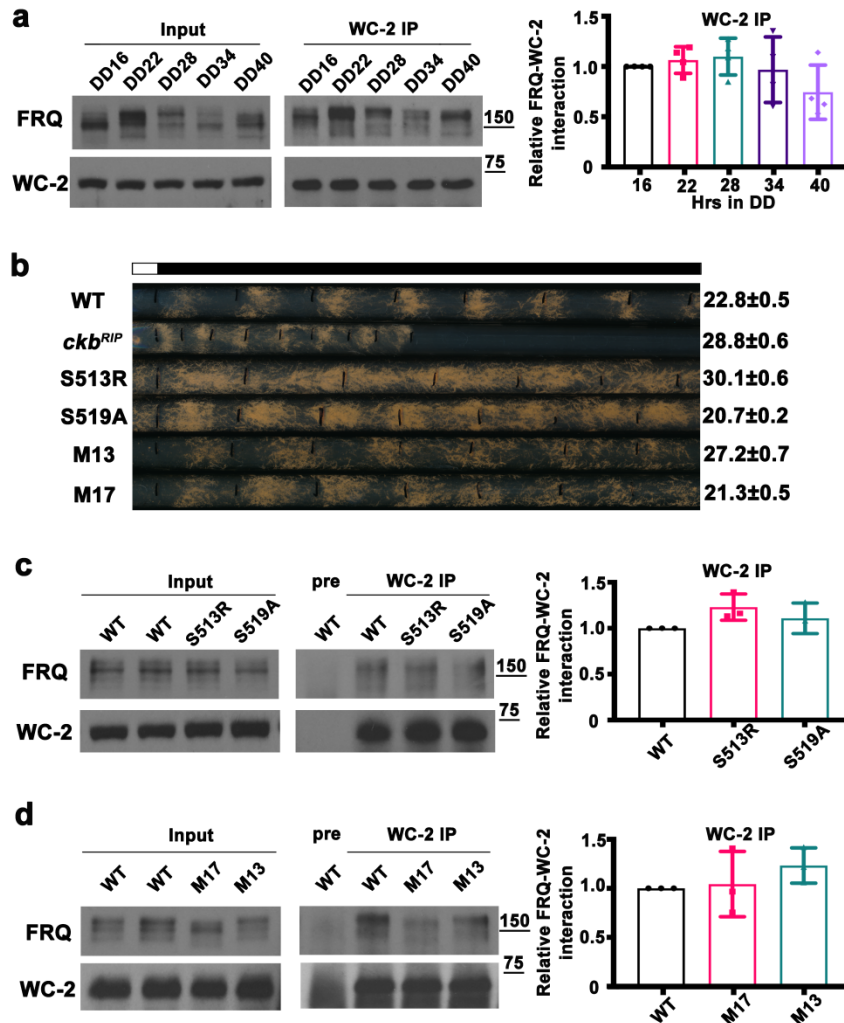 a
Input
WC-2 IP
DD16 DD22 DD28 DD34 DD40
DD16 DD22 DD28 DD34 DD40
FRQ
150
75
WC-2
WC-2 IP
Relative FRQ-WC-2
interaction
1.5
1.0
0.5
0
16 22 28 34 40
Hrs in DD
b
WT 22.8±0.5
ckbRIP 28.8±0.6
S513R 30.1±0.6
S519A 20.7±0.2
M13 27.2±0.7
M17 21.3±0.5
c
Input
pre
WC-2 IP
WT WT S513R S519A
WT WT S513R S519A
FRQ
150
75
WC-2
WC-2 IP
Relative FRQ-WC-2
interaction
1.5
1.0
0.5
0
WT S513R S519A
d
Input
pre
WC-2 IP
WT WT M17 M13
WT WT M17 M13
FRQ
150
75
WC-2
WC-2 IP
Relative FRQ-WC-2
interaction
1.5
1.0
0.5
0
WT M17 M13